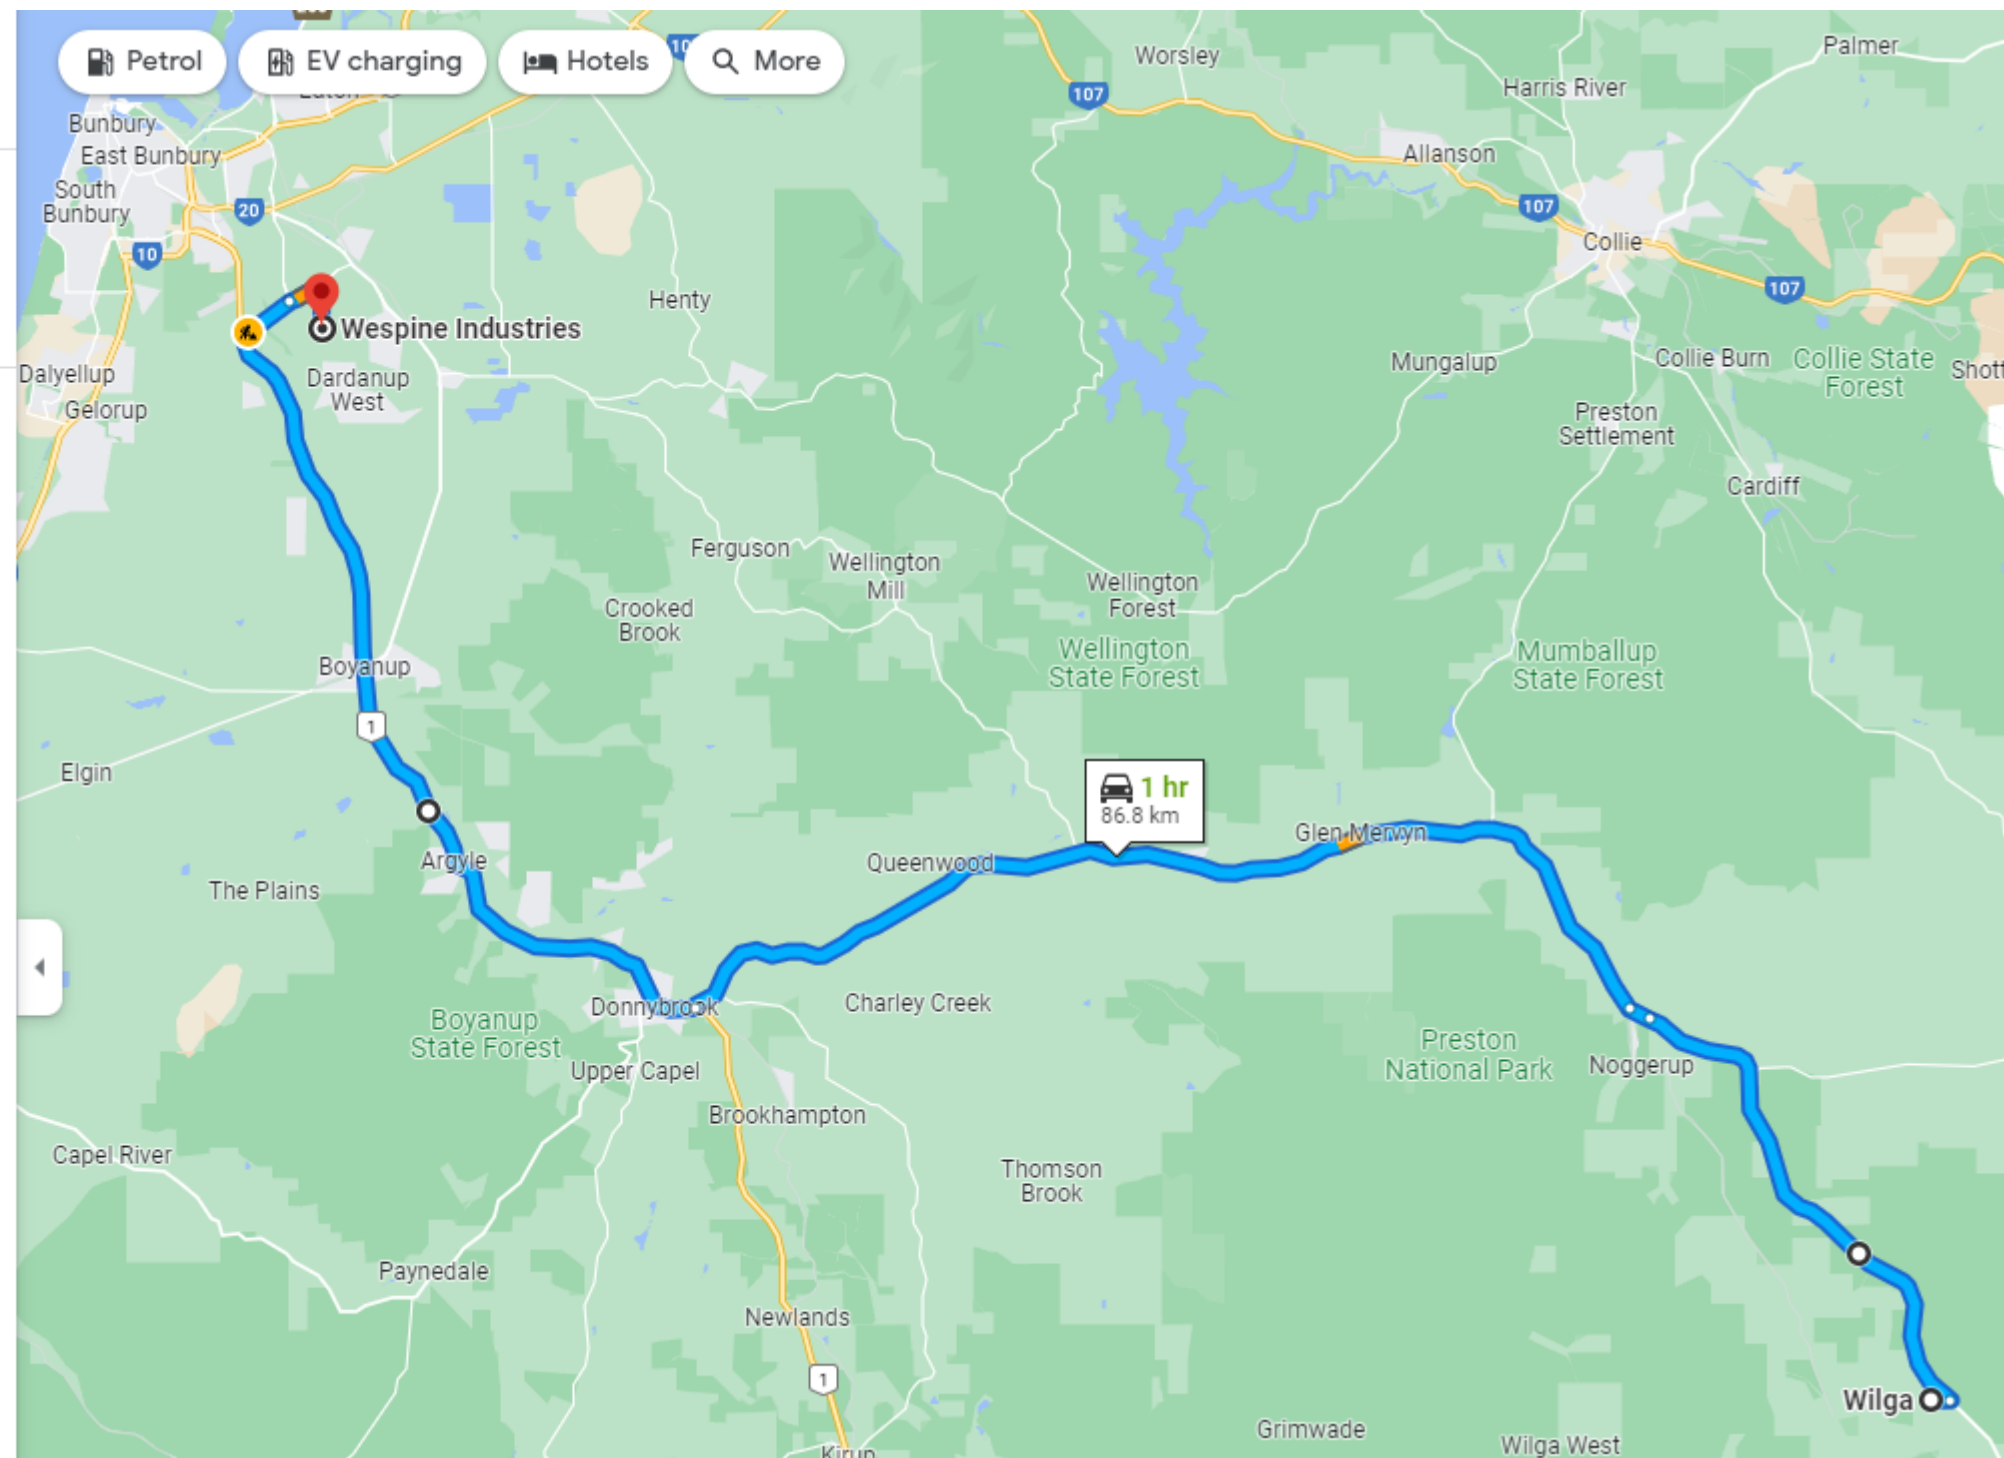 Petrol
EV charging
Hotels
More
Worsley
Palmer
Harris River
107
Bunbury
East Bunbury
Allanson
South
Bunbury
20
107
10
Collie
107
Henty
Wespine Industries
Mungalup
Collie Burn
Collie State
Forest
Dalyellup
Dardanup
West
Gelorup
Preston
Settlement
Cardiff
Ferguson
Wellington
Mill
Wellington
Forest
Crooked
Brook
Wellington
State Forest
Mumballup
State Forest
Boyanup
1
Elgin
1 hr
86.8 km
Glen Mervyn
Argyle
Queenwood
The Plains
Donnybrook
Charley Creek
Boyanup
State Forest
Preston
National Park
Upper Capel
Noggerup
Brookhampton
Capel River
Thomson
Brook
Paynedale
Newlands
1
Wilga
Grimwade
Wilga West
Kirup